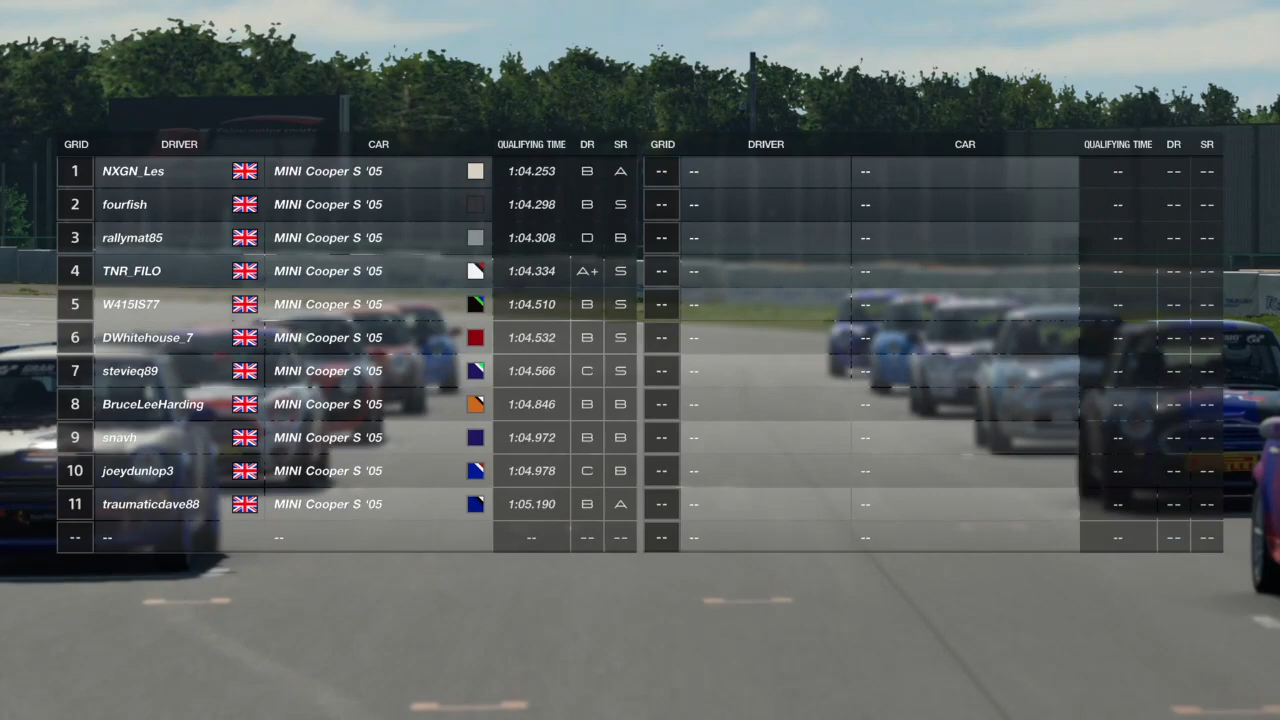 GRID DRIVER CAR QUALIFYING TIME DR SR GRID DRIVER CAR QUALIFYING TIME DR SR
1 NXGN_Les MINI Cooper S '05 1:04.253 B A -- -- -- -- -- --
2 fourfish MINI Cooper S '05 1:04.298 B S -- -- -- -- -- --
3 rallymat85 MINI Cooper S '05 1:04.308 D B -- -- -- -- -- --
4 TNR_FILO MINI Cooper S '05 1:04.334 A+ S -- -- -- -- -- --
5 W415IS77 MINI Cooper S '05 1:04.510 B S -- -- -- -- -- --
6 DWhitehouse_7 MINI Cooper S '05 1:04.532 B S -- -- -- -- -- --
7 stevieq89 MINI Cooper S '05 1:04.566 C S -- -- -- -- -- --
8 BruceLeeHarding MINI Cooper S '05 1:04.846 B B -- -- -- -- -- --
9 snavh MINI Cooper S '05 1:04.972 B B -- -- -- -- -- --
10 joeydunlop3 MINI Cooper S '05 1:04.978 C B -- -- -- -- -- --
11 traumaticdave88 MINI Cooper S '05 1:05.190 B A -- -- -- -- -- --
-- -- -- -- -- -- -- -- -- -- -- --